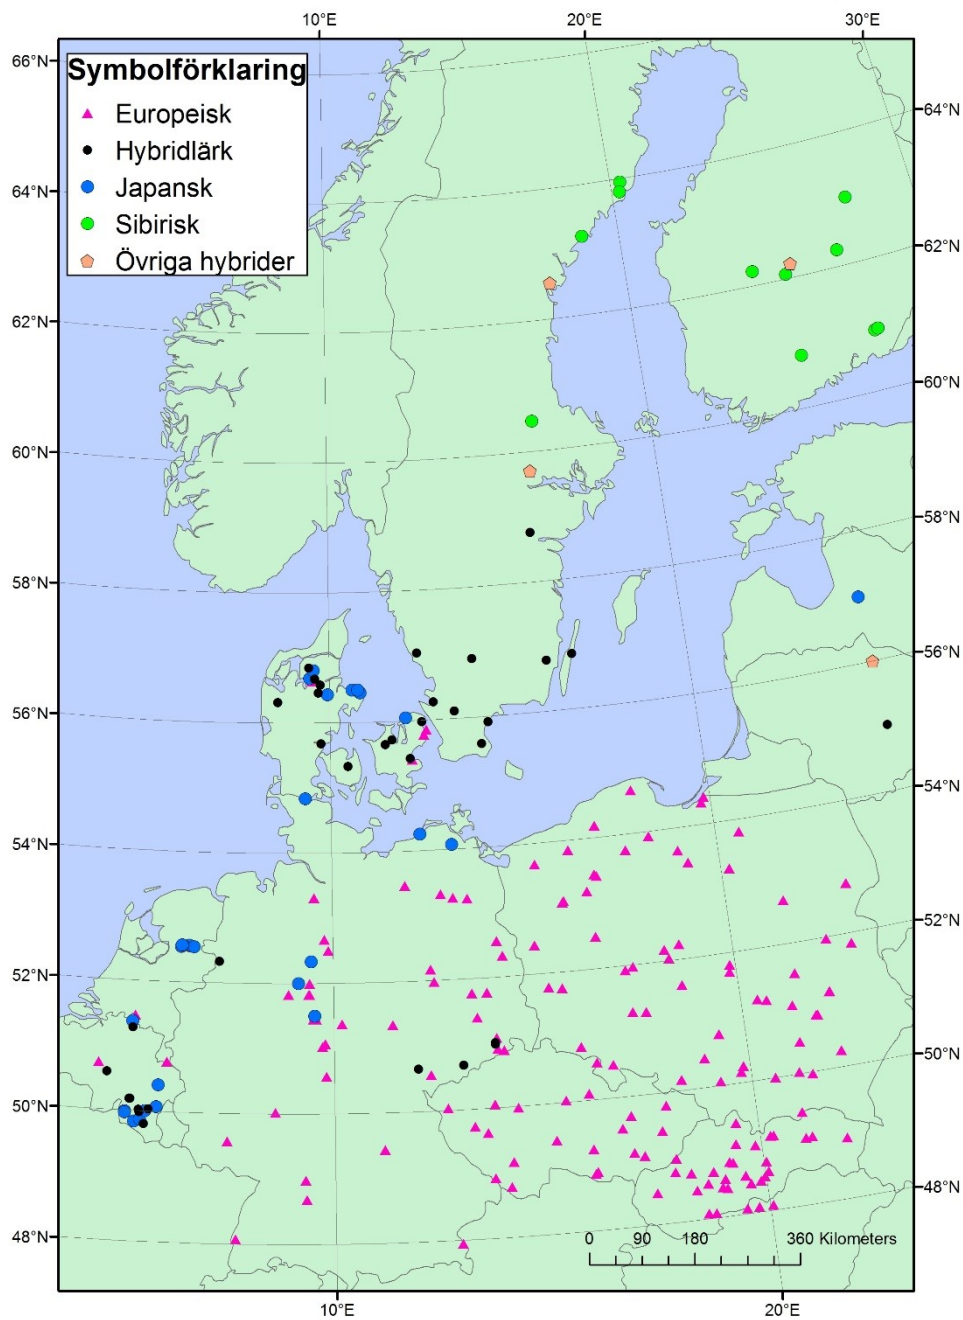 10°E 20°E 30°E
66°N
Symbolförklaring
Europeisk
Hybridlärk
Japansk
Sibirisk
Övriga hybrider
64°N
64°N
62°N
62°N
60°N
60°N
58°N
58°N
56°N
56°N
54°N
54°N
52°N
52°N
50°N
50°N
48°N
48°N
0 90 180 360 Kilometers
10°E 20°E